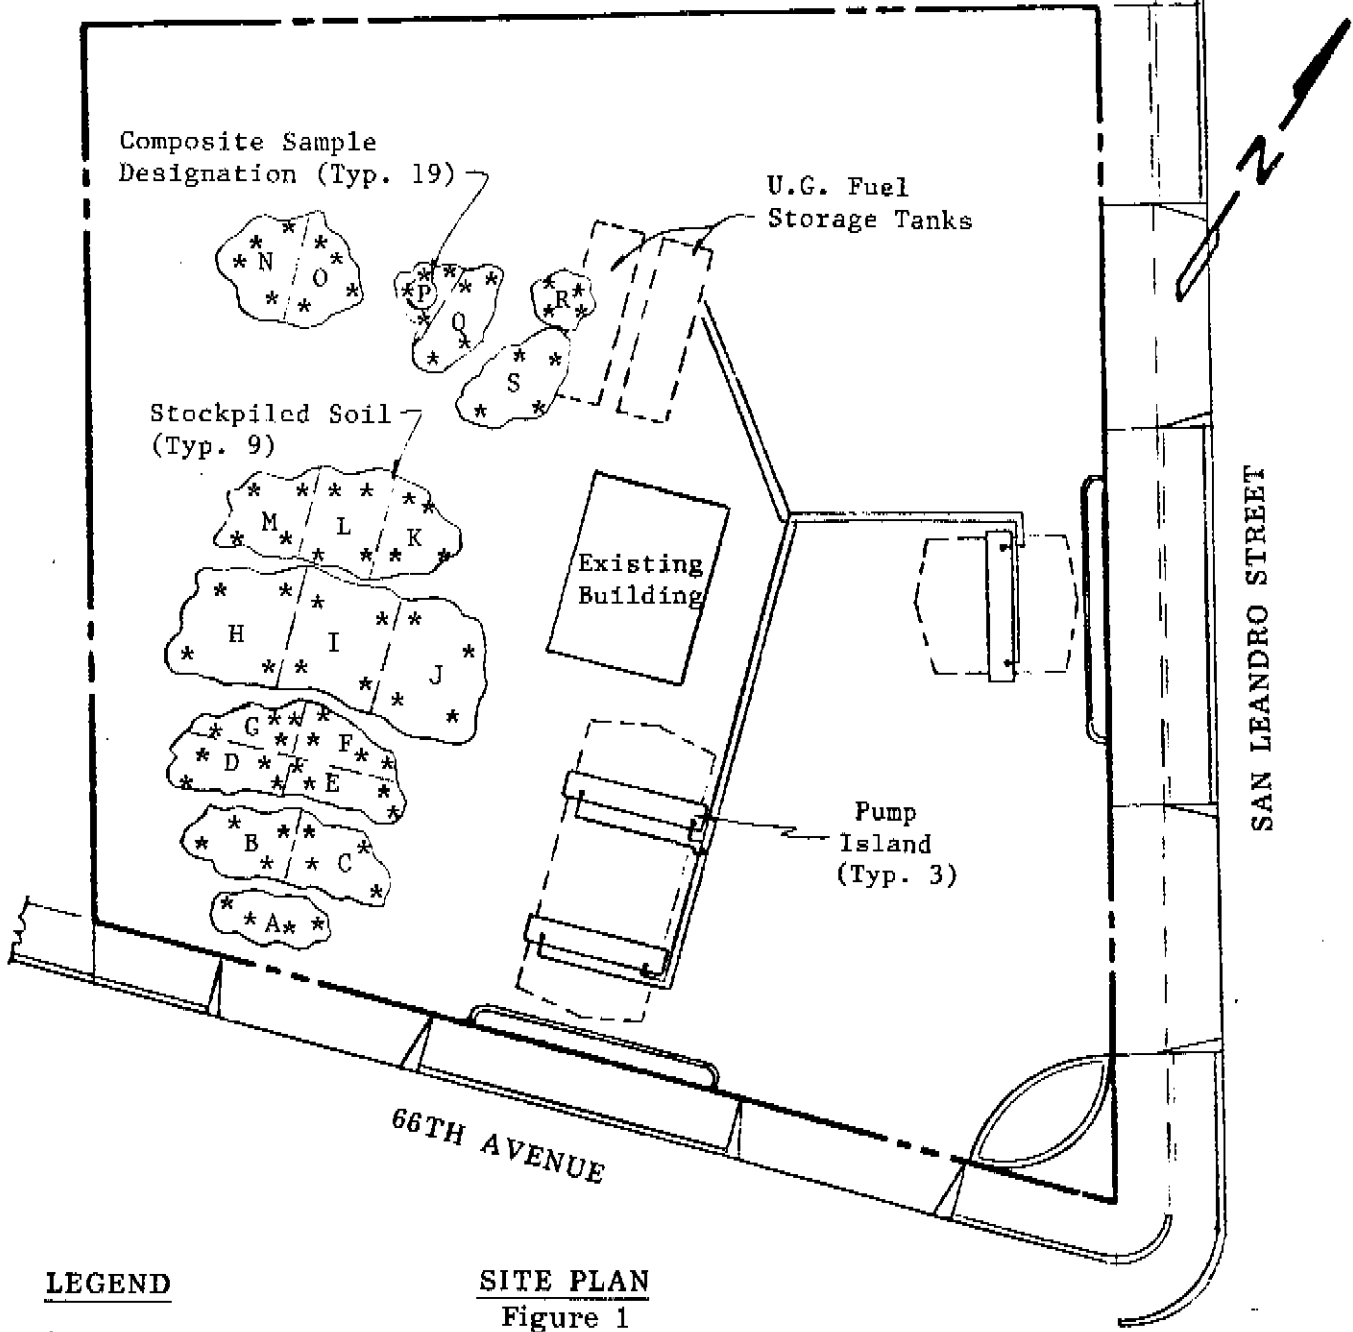 Composite Sample
Designation (Typ. 19)
U.G. Fuel
Storage Tanks
N
N
O
P
Q
R
S
Stockpiled Soil
(Typ. 9)
M
L
K
Existing
Building
H
I
J
G
F
D
E
B
C
A
Pump
Island
(Typ. 3)
SAN LEANDRO STREET
66TH AVENUE
LEGEND
SITE PLAN
Figure 1